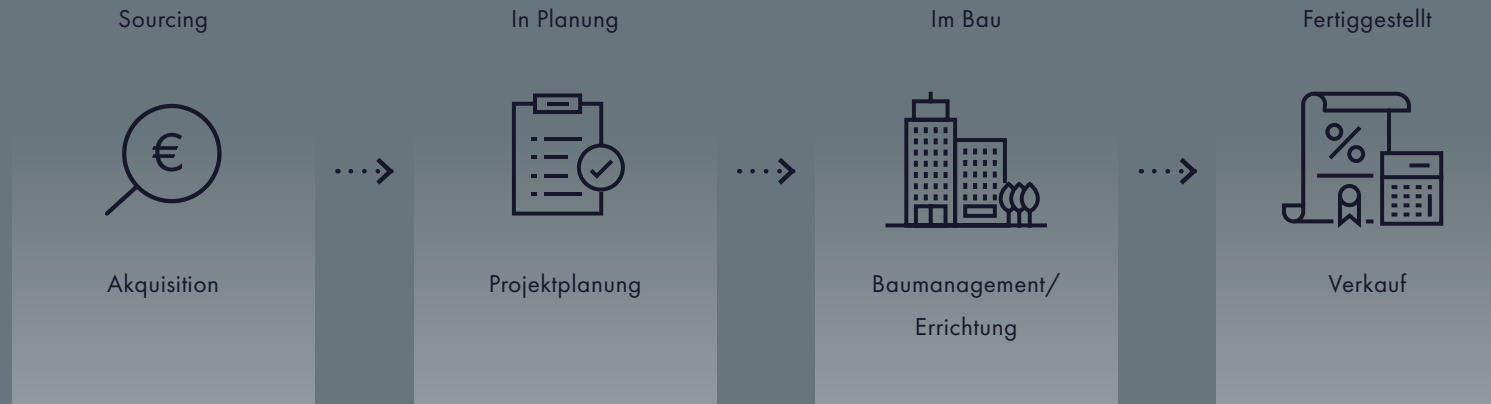 Sourcing
In Planung
Im Bau
Fertiggestellt
€
%
Akquisition
Projektplanung
Baumanagement/
Errichtung
Verkauf